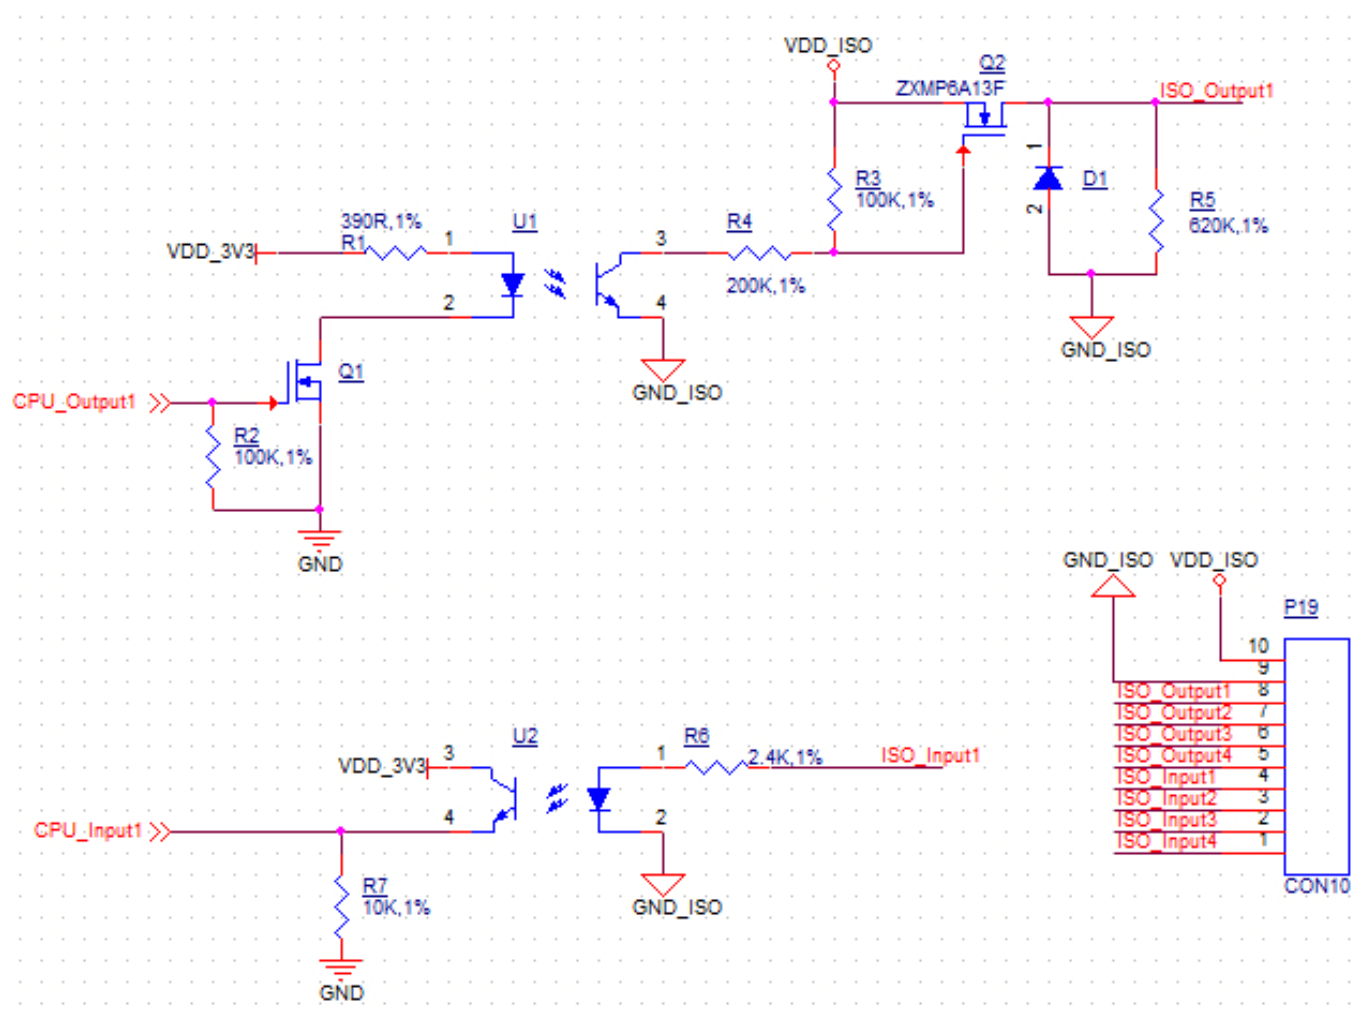 VDD_ISO
Q2
ZXMP6A13F
ISO_Output1
1
D1
2
R3
100K,1%
R5
620K,1%
390R,1%
R1
VDD_3V3
1
U1
3
R4
200K,1%
2
4
GND_ISO
GND_ISO
Q1
CPU_Output1
R2
100K,1%
GND
GND_ISO
VDD_ISO
P19
10
9
ISO_Output1 8
ISO_Output2 7
ISO_Output3 6
ISO_Output4 5
ISO_Input1 4
ISO_Input2 3
ISO_Input3 2
ISO_Input4 1
CON10
U2
VDD_3V3
3
1
R6
2.4K,1%
ISO_Input1
CPU_Input1
4
2
R7
10K,1%
GND_ISO
GND